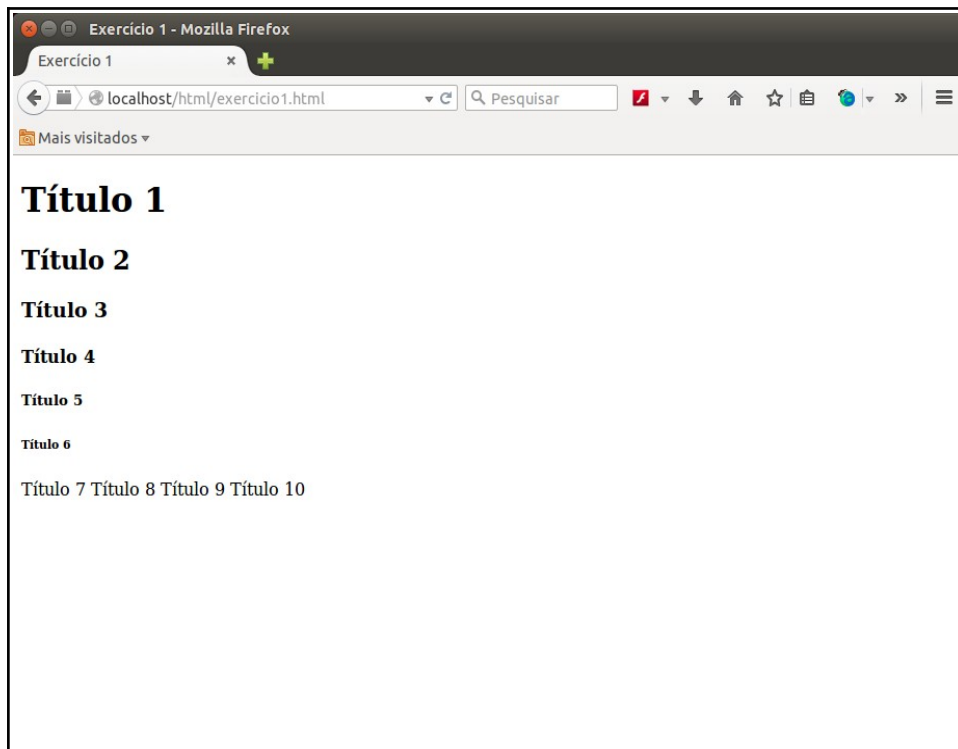 Exercício 1 - Mozilla Firefox
Exercício 1
localhost/html/exercicio1.html
Pesquisar
Mais visitados
Título 1
Título 2
Título 3
Título 4
Título 5
Título 6
Título 7 Título 8 Título 9 Título 10